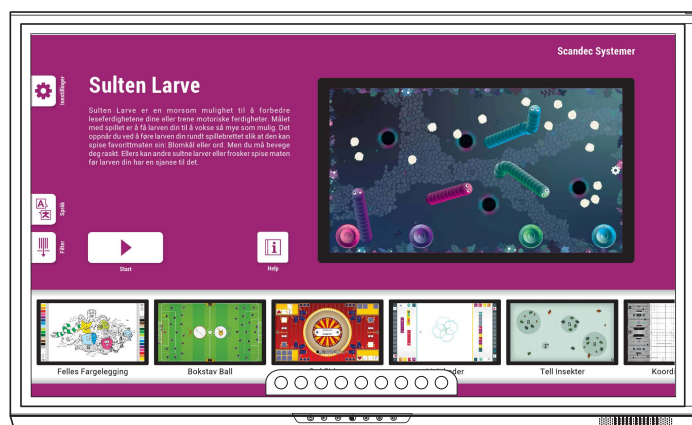 Scandec Systemer
Sulten Larve
Innstillinger
Sulten Larve er en morsom mulighet til å forbedre
leseferdighetene dine eller trene motoriske ferdigheter. Målet
med spillet er å få larven din til å vokse så mye som mulig. Det
oppnår du ved å føre larven din rundt spillebrettet slik at den kan
spise favorittmaten sin: Blomkål eller ord. Men du må bevege
deg raskt. Ellers kan andre sultne larver eller frosker spise maten
før larven din har en sjanse til det.
Språk
Filter
Start
Help
Felles Fargelegging
Bokstav Ball
Tell Insekter